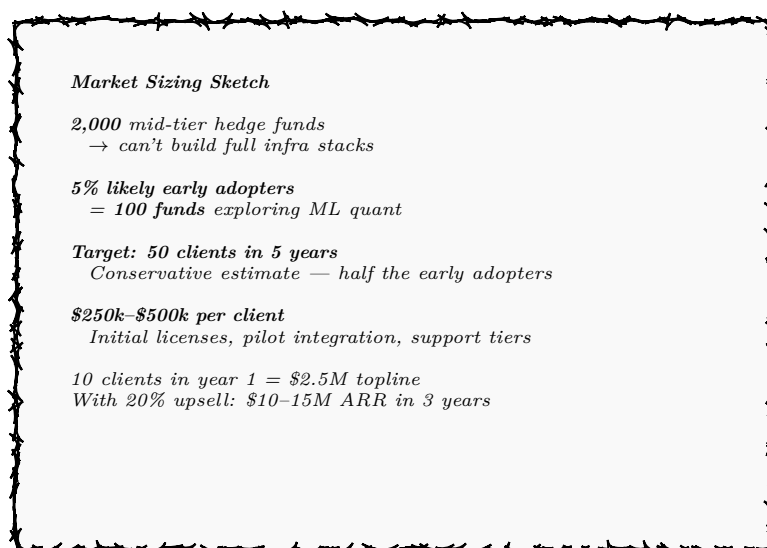 Market Sizing Sketch
2,000 mid-tier hedge funds
→ can't build full infra stacks
5% likely early adopters
= 100 funds exploring ML quant
Target: 50 clients in 5 years
Conservative estimate — half the early adopters
$250k–$500k per client
Initial licenses, pilot integration, support tiers
10 clients in year 1 = $2.5M topline
With 20% upsell: $10–15M ARR in 3 years